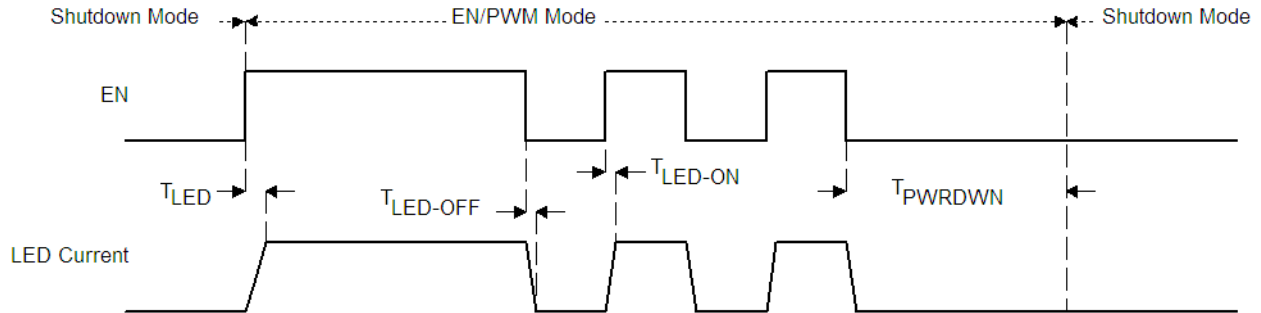 Shutdown Mode EN/PWM Mode Shutdown Mode
EN
TLED TLED-OFF TLED-ON TPWRDWN
LED Current